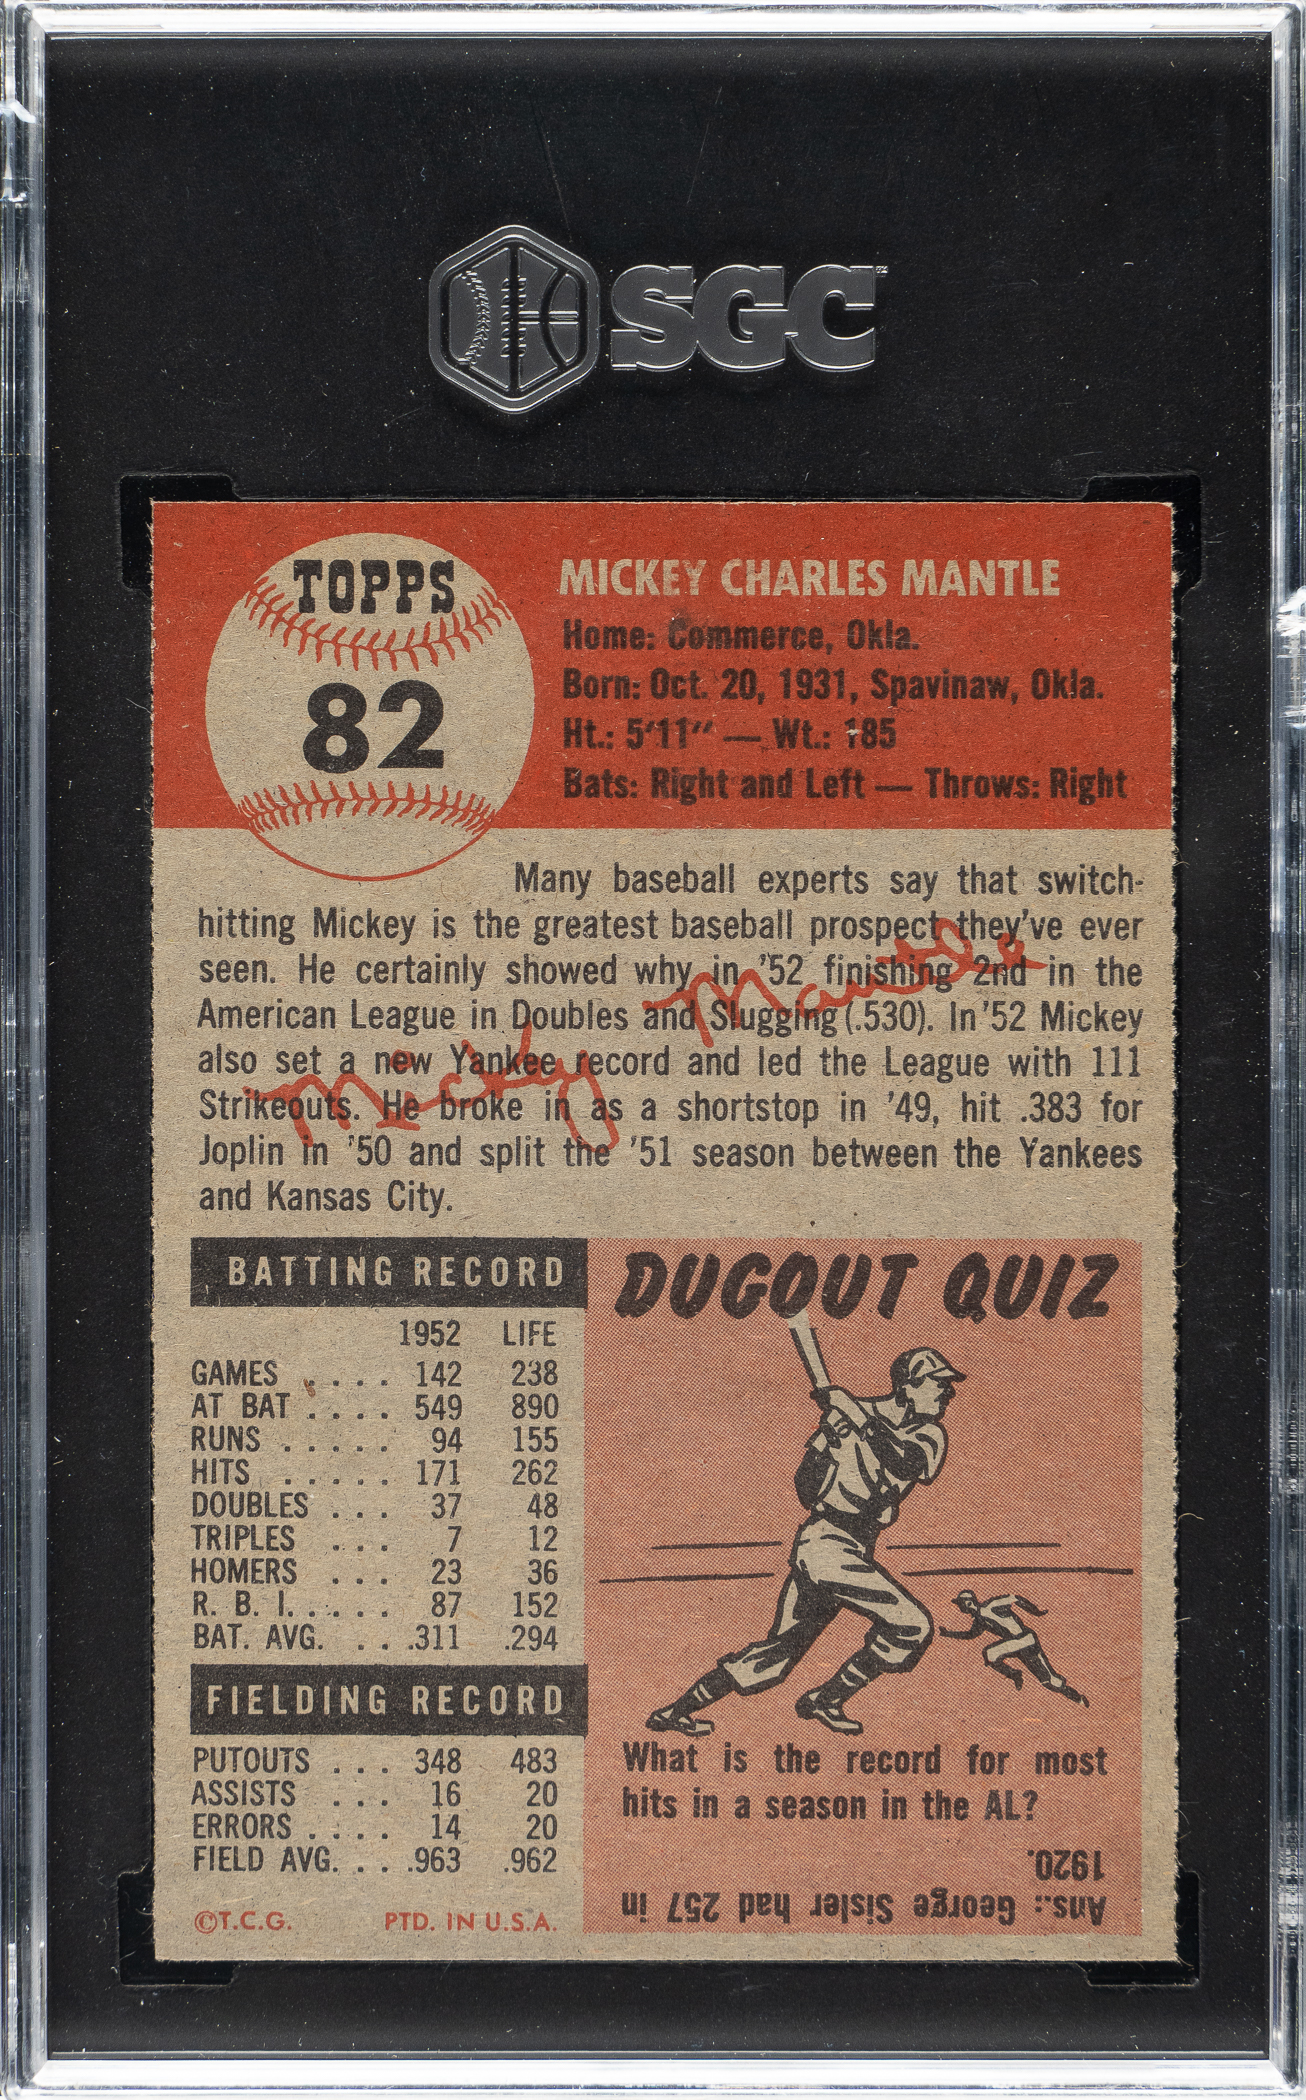 SGC
TOPPS
82
MICKEY CHARLES MANTLE
Home: Commerce, Okla.
Born: Oct. 20, 1931, Spavinaw, Okla.
Ht.: 5'11" — Wt.: 185
Bats: Right and Left — Throws: Right
Many baseball experts say that switch-
hitting Mickey is the greatest baseball prospect they've ever
seen. He certainly showed why in '52 finishing 2nd in the
American League in Doubles and Slugging (.530). In '52 Mickey
also set a new Yankee record and led the League with 111
Strikeouts. He broke in as a shortstop in '49, hit .383 for
Joplin in '50 and split the '51 season between the Yankees
and Kansas City.
Micky Mantle
BATTING RECORD
1952 LIFE
GAMES . . . . 142 238
AT BAT . . . . 549 890
RUNS . . . . . 94 155
HITS . . . . . 171 262
DOUBLES . . . 37 48
TRIPLES . . . 7 12
HOMERS . . . 23 36
R. B. I. . . . . 87 152
BAT. AVG. . . .311 .294
FIELDING RECORD
PUTOUTS . . . 348 483
ASSISTS . . . 16 20
ERRORS . . . . 14 20
FIELD AVG. . . .963 .962
©T.C.G. PTD. IN U.S.A.
DUGOUT QUIZ
What is the record for most
hits in a season in the AL?
Ans.: George Sisler had 257 in
1920.